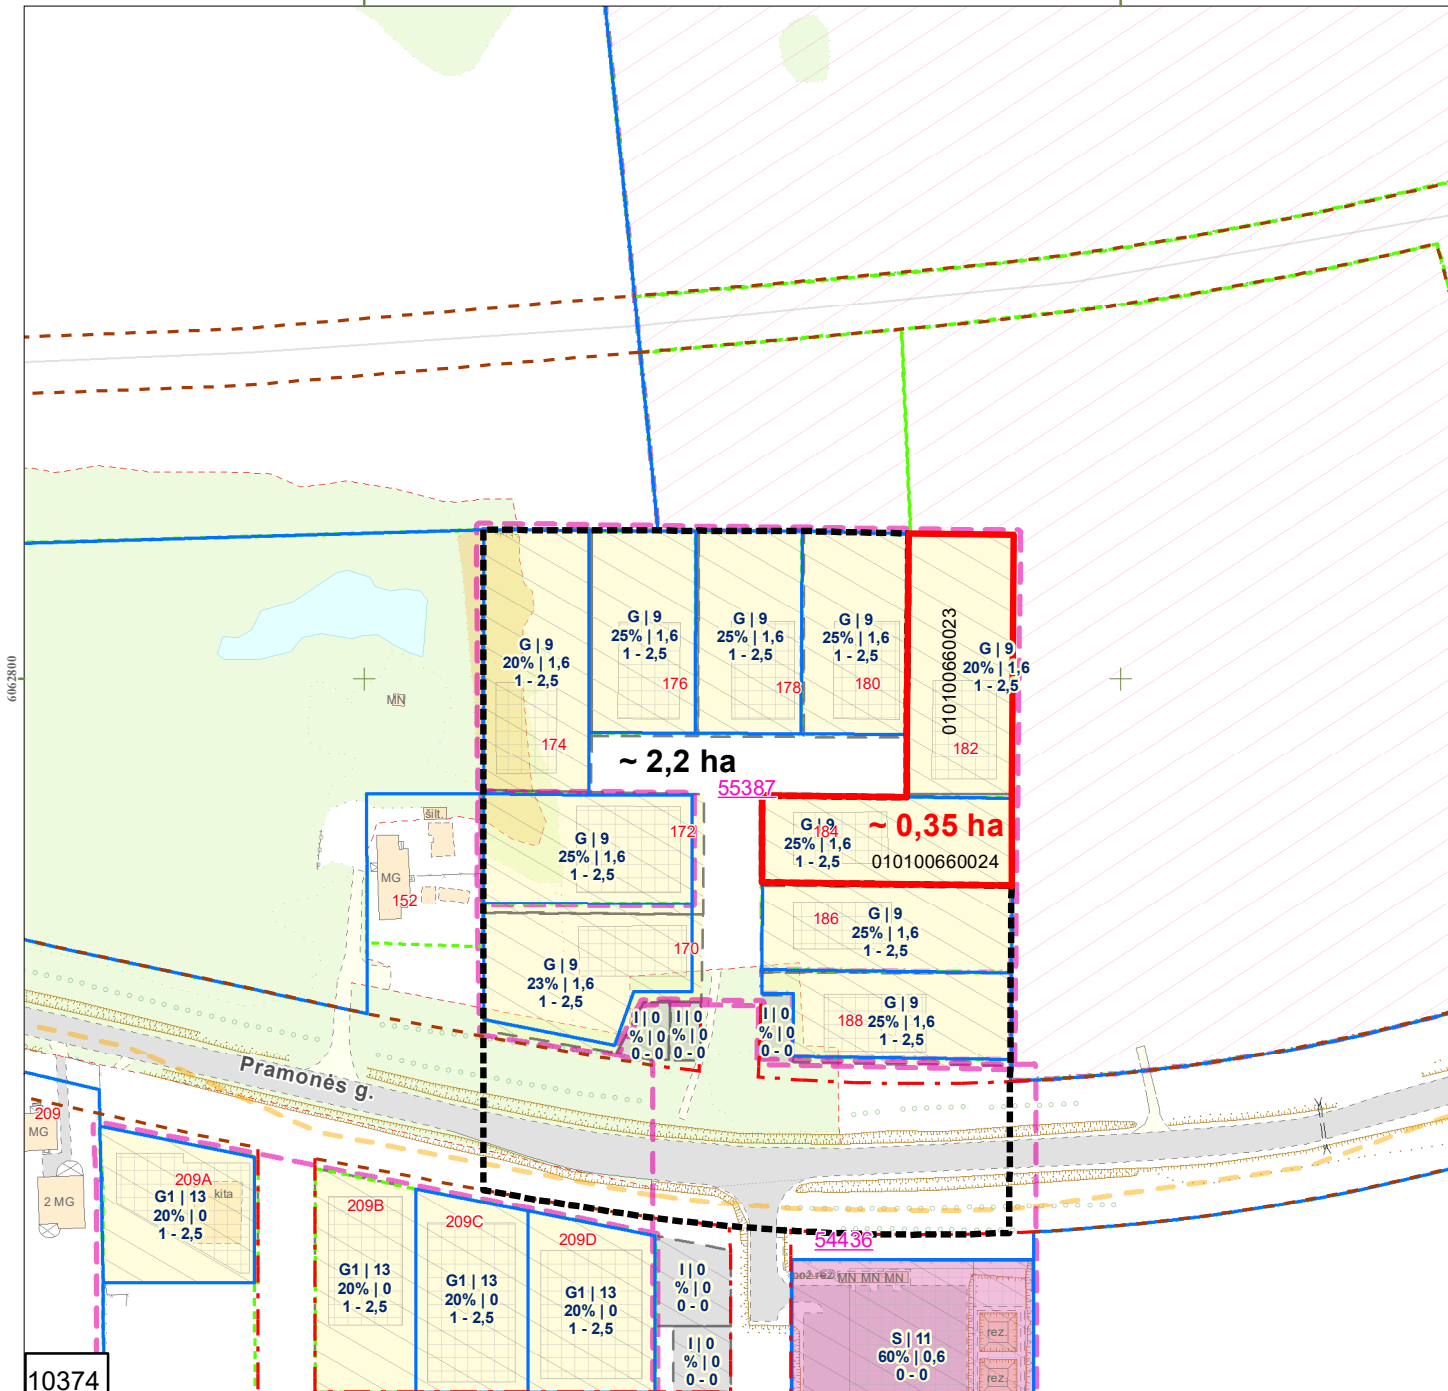 6062800
G | 9
20% | 1,6
1 - 2,5
174
G | 9
25% | 1,6
1 - 2,5
176
G | 9
25% | 1,6
1 - 2,5
178
G | 9
25% | 1,6
1 - 2,5
180
010100660023
G | 9
20% | 1,6
1 - 2,5
182
MN
~ 2,2 ha
55387
šilt.
MG
152
G | 9
25% | 1,6
1 - 2,5
172
G | 9
25% | 1,6
1 - 2,5
184
~ 0,35 ha
010100660024
G | 9
23% | 1,6
1 - 2,5
170
186
G | 9
25% | 1,6
1 - 2,5
I | 0
% | 0
0 - 0
I | 0
% | 0
0 - 0
I | 0
% | 0
0 - 0
188
G | 9
25% | 1,6
1 - 2,5
Pramonės g.
209
MG
2 MG
209A
G1 | 13
20% | 0
1 - 2,5
kita
209B
G1 | 13
20% | 0
1 - 2,5
209C
G1 | 13
20% | 0
1 - 2,5
209D
G1 | 13
20% | 0
1 - 2,5
54436
I | 0
% | 0
0 - 0
I | 0
% | 0
0 - 0
pož.rez.
MN MN MN
S | 11
60% | 0,6
0 - 0
rez.
rez.
10374